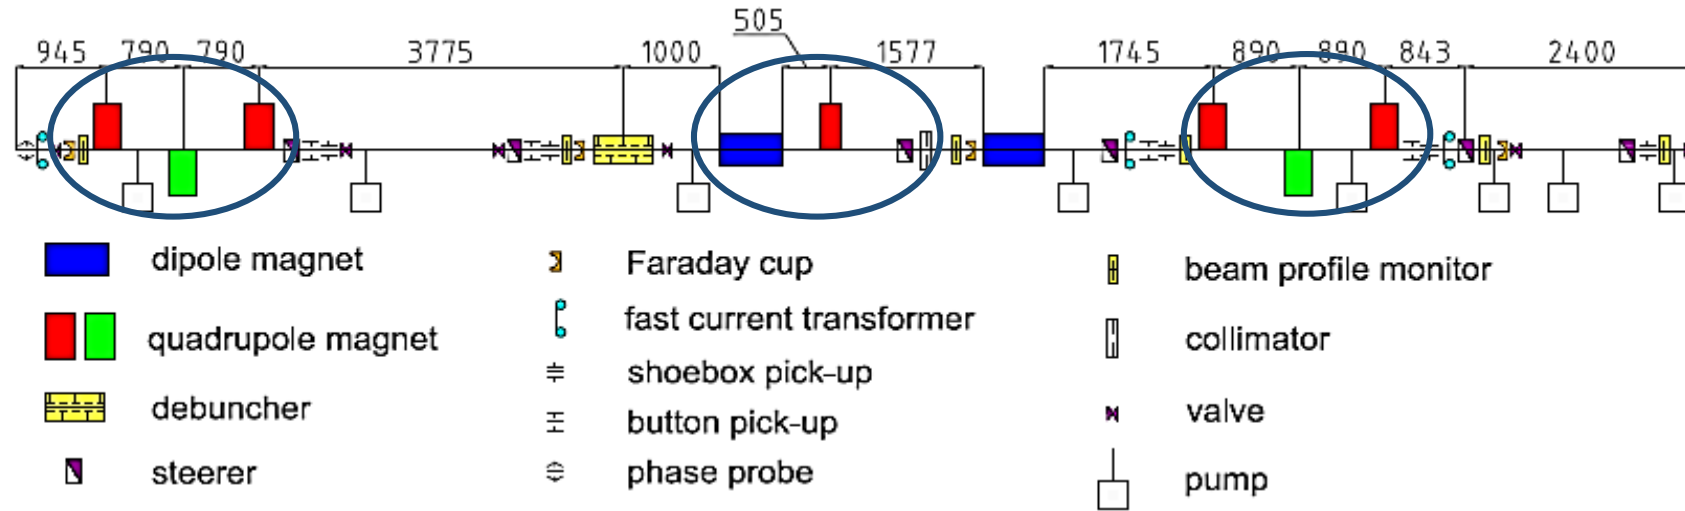 505
945 790 790 3775 1000 1577 1745 890 890 843 2400
dipole magnet
Faraday cup
beam profile monitor
quadrupole magnet
fast current transformer
collimator
shoebox pick-up
debuncher
button pick-up
valve
steerer
phase probe
pump